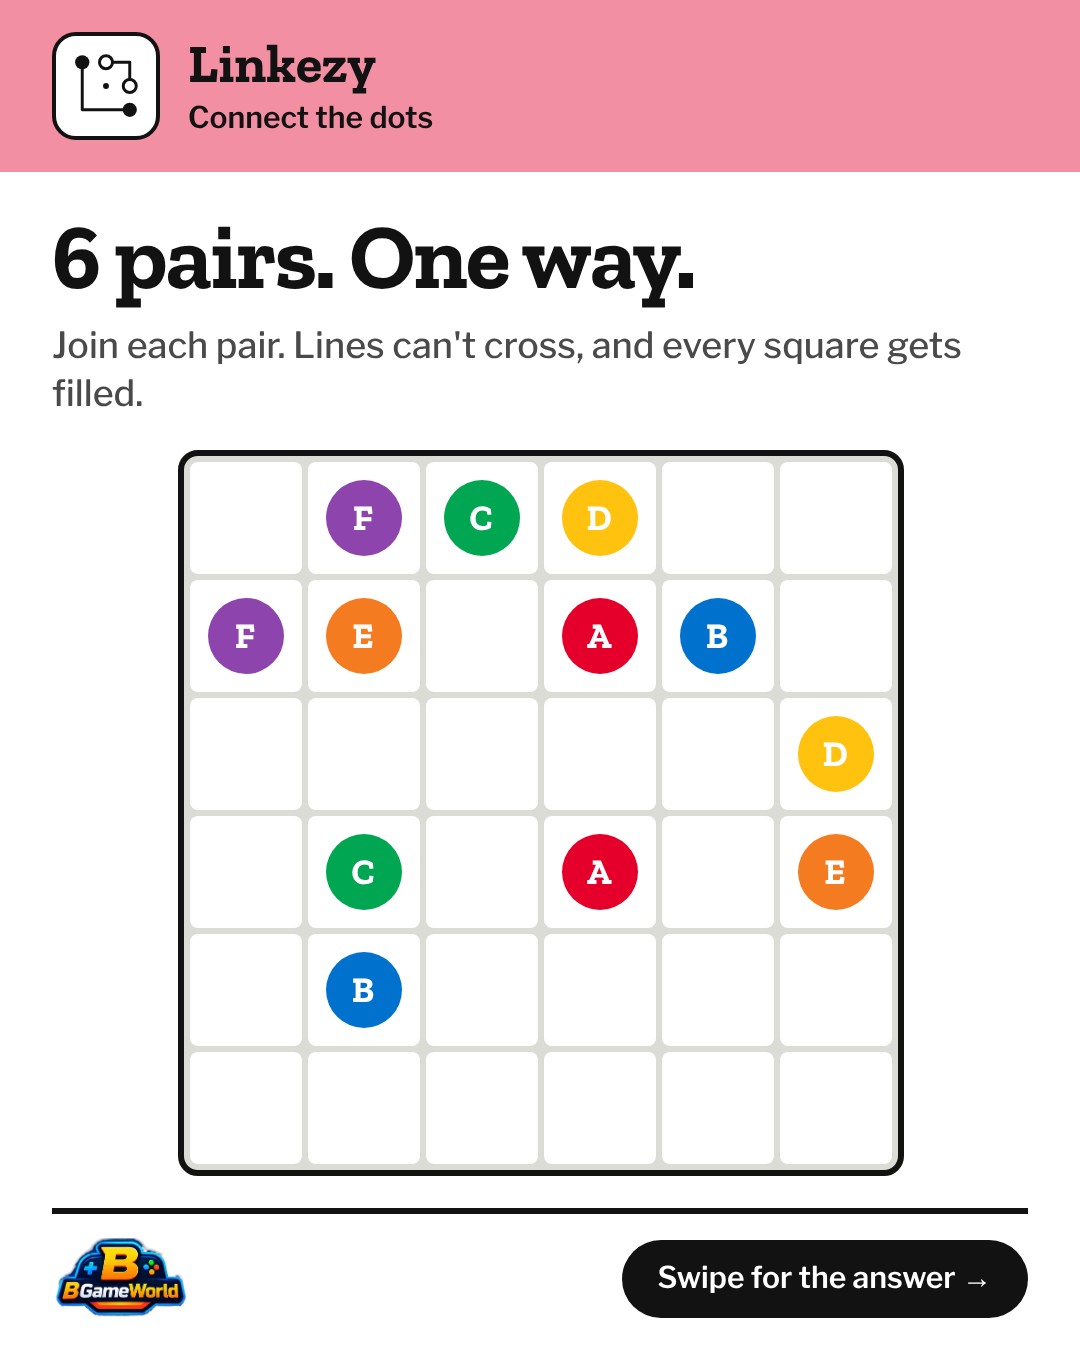 Linkezy
Connect the dots
6 pairs. One way.
Join each pair. Lines can't cross, and every square gets
filled.
F C D
F E A B
D
C A E
B
B
BGameWorld
Swipe for the answer →